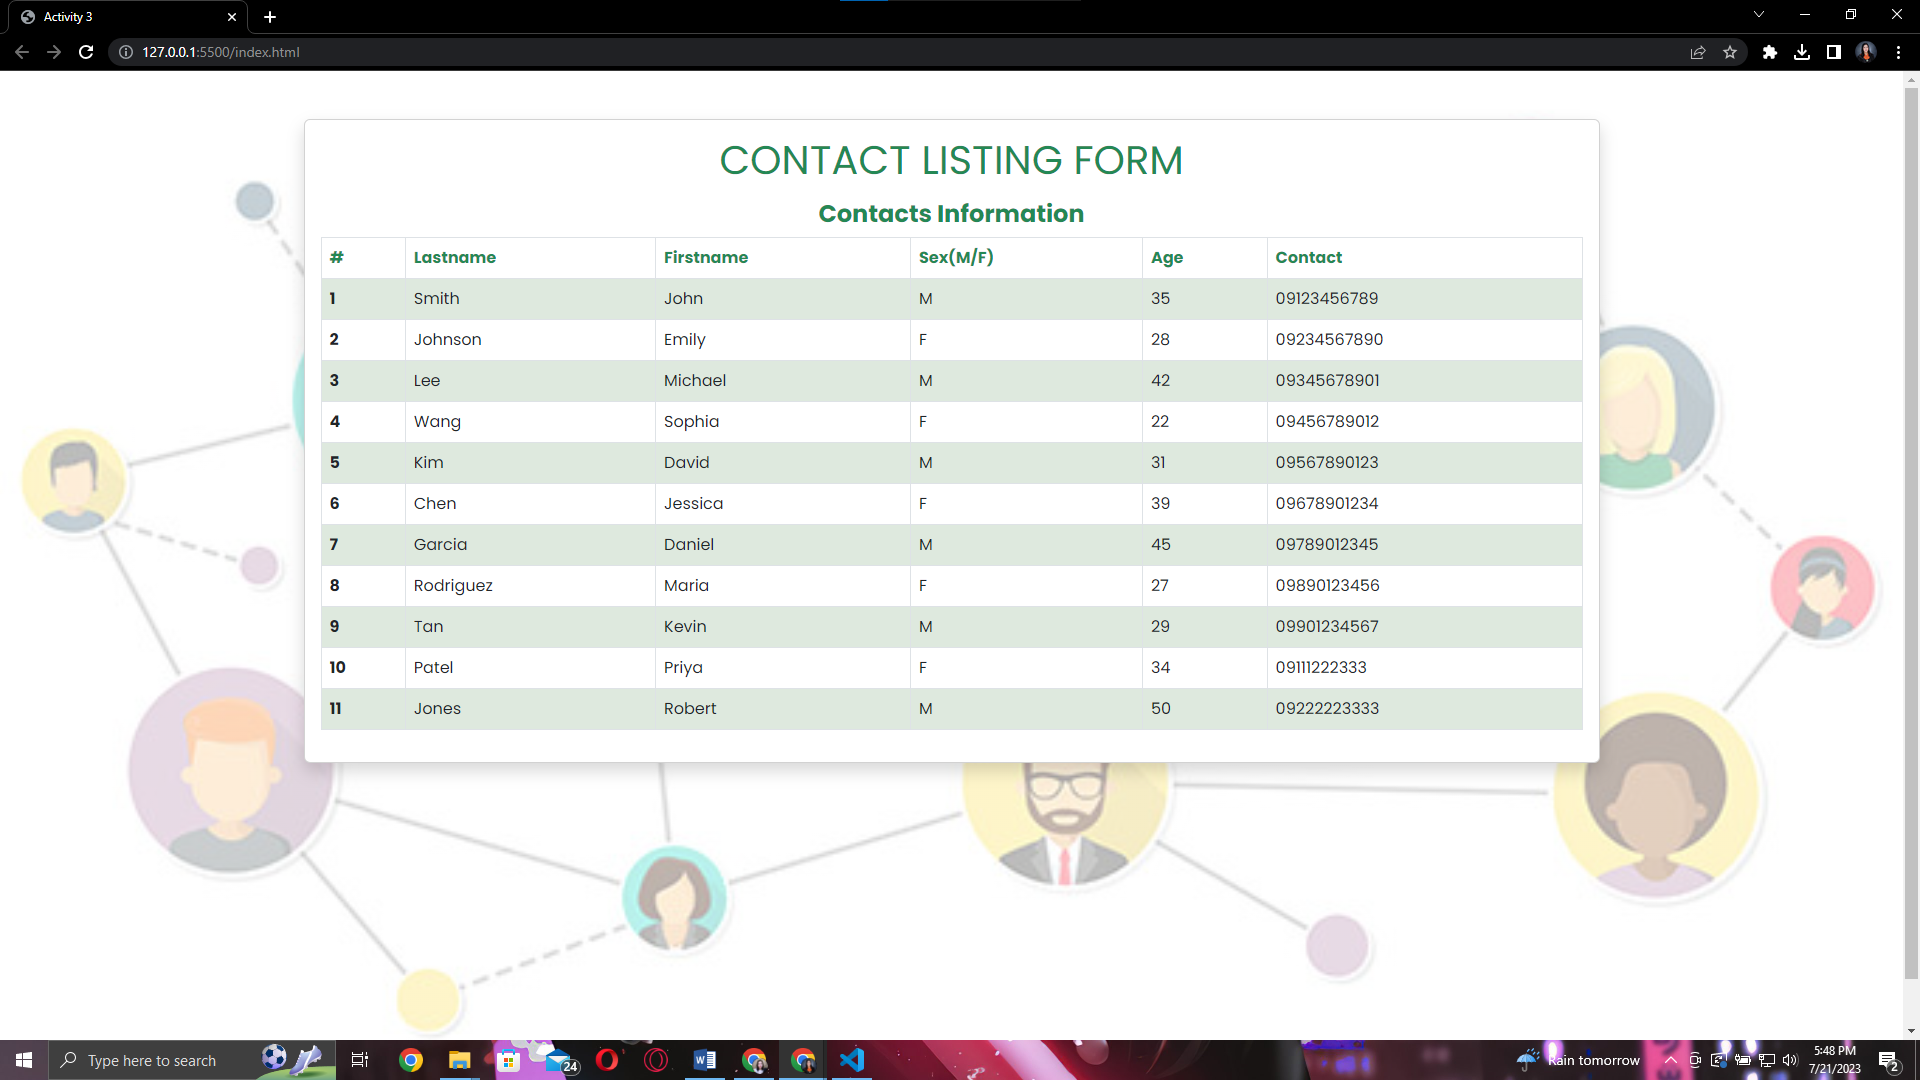 Activity 3
127.0.0.1:5500/index.html
CONTACT LISTING FORM
Contacts Information
# Lastname Firstname Sex(M/F) Age Contact
1 Smith John M 35 09123456789
2 Johnson Emily F 28 09234567890
3 Lee Michael M 42 09345678901
4 Wang Sophia F 22 09456789012
5 Kim David M 31 09567890123
6 Chen Jessica F 39 09678901234
7 Garcia Daniel M 45 09789012345
8 Rodriguez Maria F 27 09890123456
9 Tan Kevin M 29 09901234567
10 Patel Priya F 34 09111222333
11 Jones Robert M 50 09222223333
Type here to search 24 Rain tomorrow 5:48 PM 2
7/21/2023